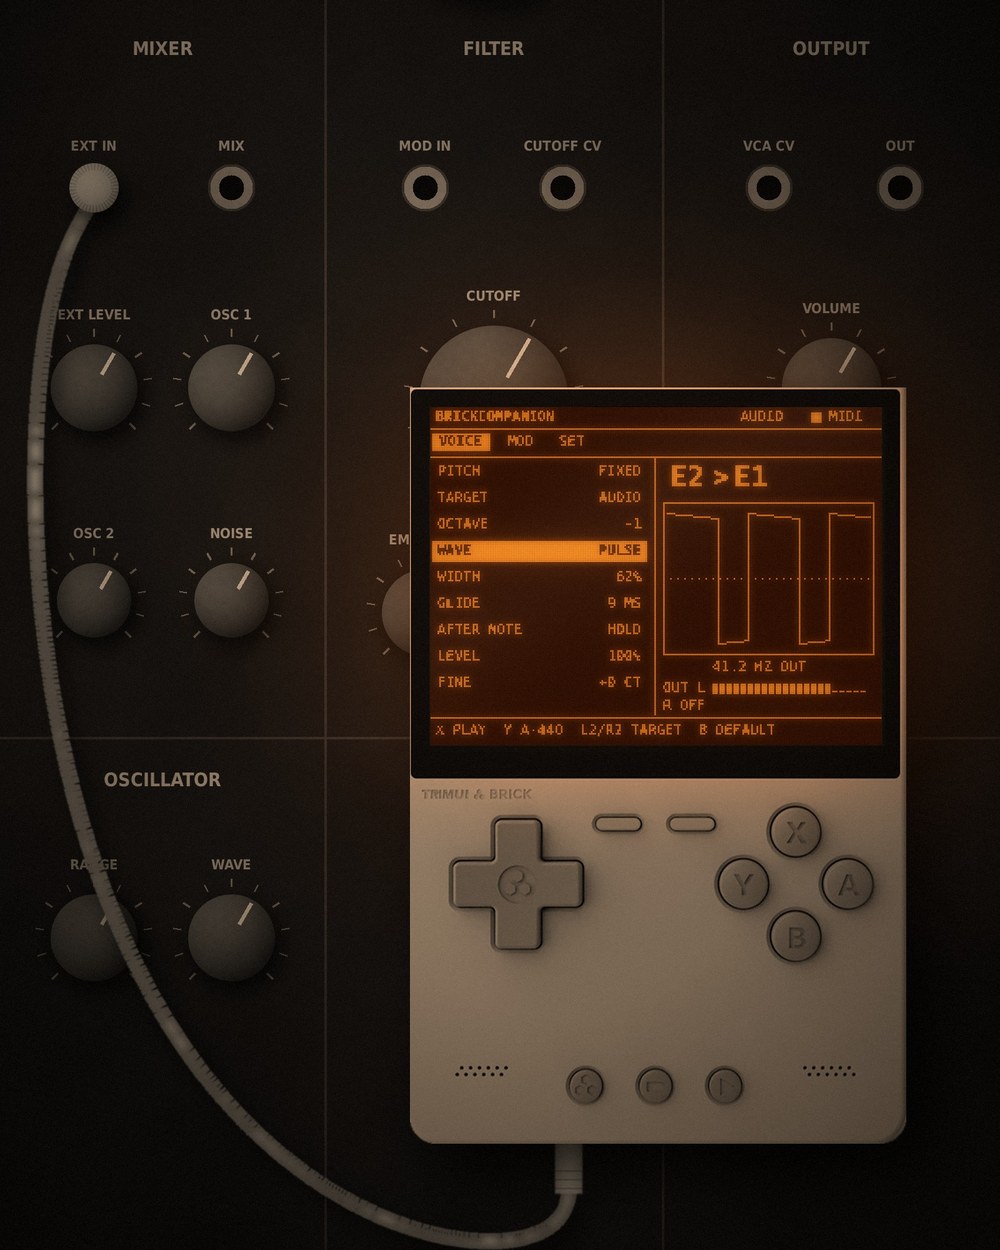 MIXER
FILTER
OUTPUT
EXT IN
MIX
MOD IN
CUTOFF CV
VCA CV
OUT
EXT LEVEL
OSC 1
CUTOFF
VOLUME
OSC 2
NOISE
EM
OSCILLATOR
RANGE
WAVE
BRICKCOMPANION AUDIO MIDI
VOICE MOD SET
PITCH FIXED
TARGET AUDIO
OCTAVE -1
WAVE PULSE
WIDTH 62%
GLIDE 9 MS
AFTER NOTE HOLD
LEVEL 100%
FINE +0 CT
E2 >E1
41.2 HZ OUT
OUT L
R OFF
X PLAY Y A-440 L2/R2 TARGET B DEFAULT
TRIMUI & BRICK
X
Y
A
B